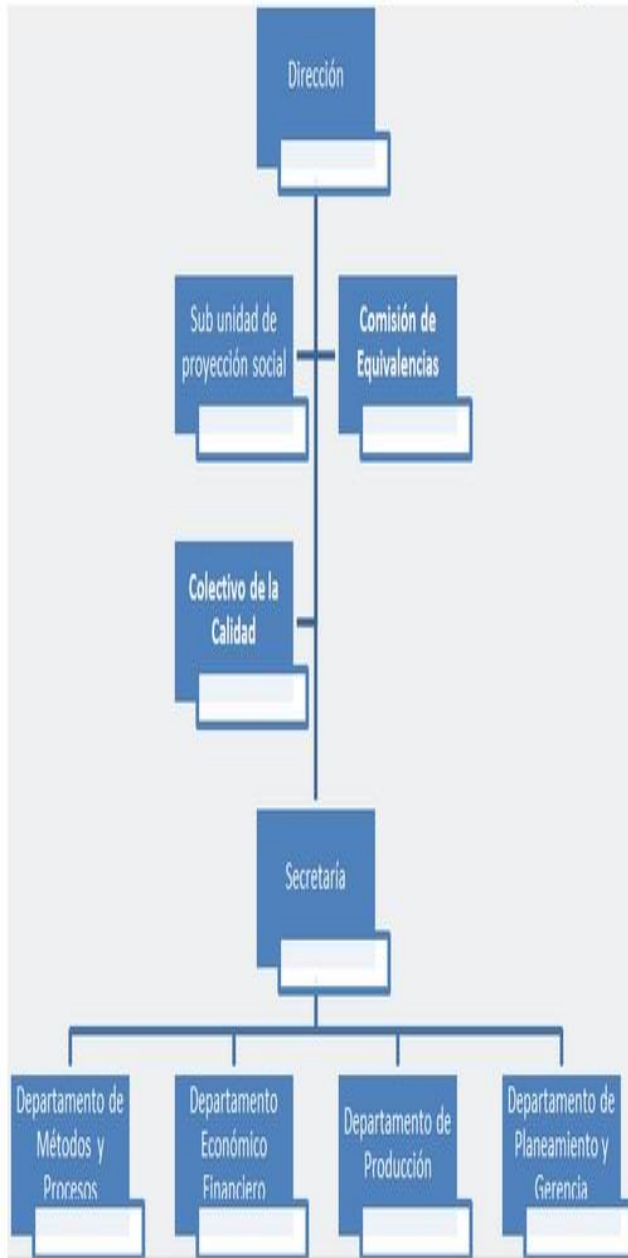 Dirección
Sub unidad de
proyección social
Comisión de
Equivalencias
Colectivo de la
Calidad
Secretaría
Departamento de
Métodos y
Procesos
Departamento
Económico
Financiero
Departamento de
Producción
Departamento de
Planeamiento y
Gerencia